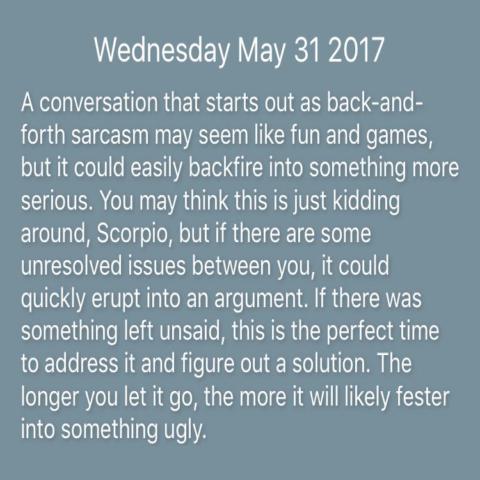 Wednesday May 31 2017
A conversation that starts out as back-and-
forth sarcasm may seem like fun and games,
but it could easily backfire into something more
serious. You may think this is just kidding
around, Scorpio, but if there are some
unresolved issues between you, it could
quickly erupt into an argument. If there was
something left unsaid, this is the perfect time
to address it and figure out a solution. The
longer you let it go, the more it will likely fester
into something ugly.